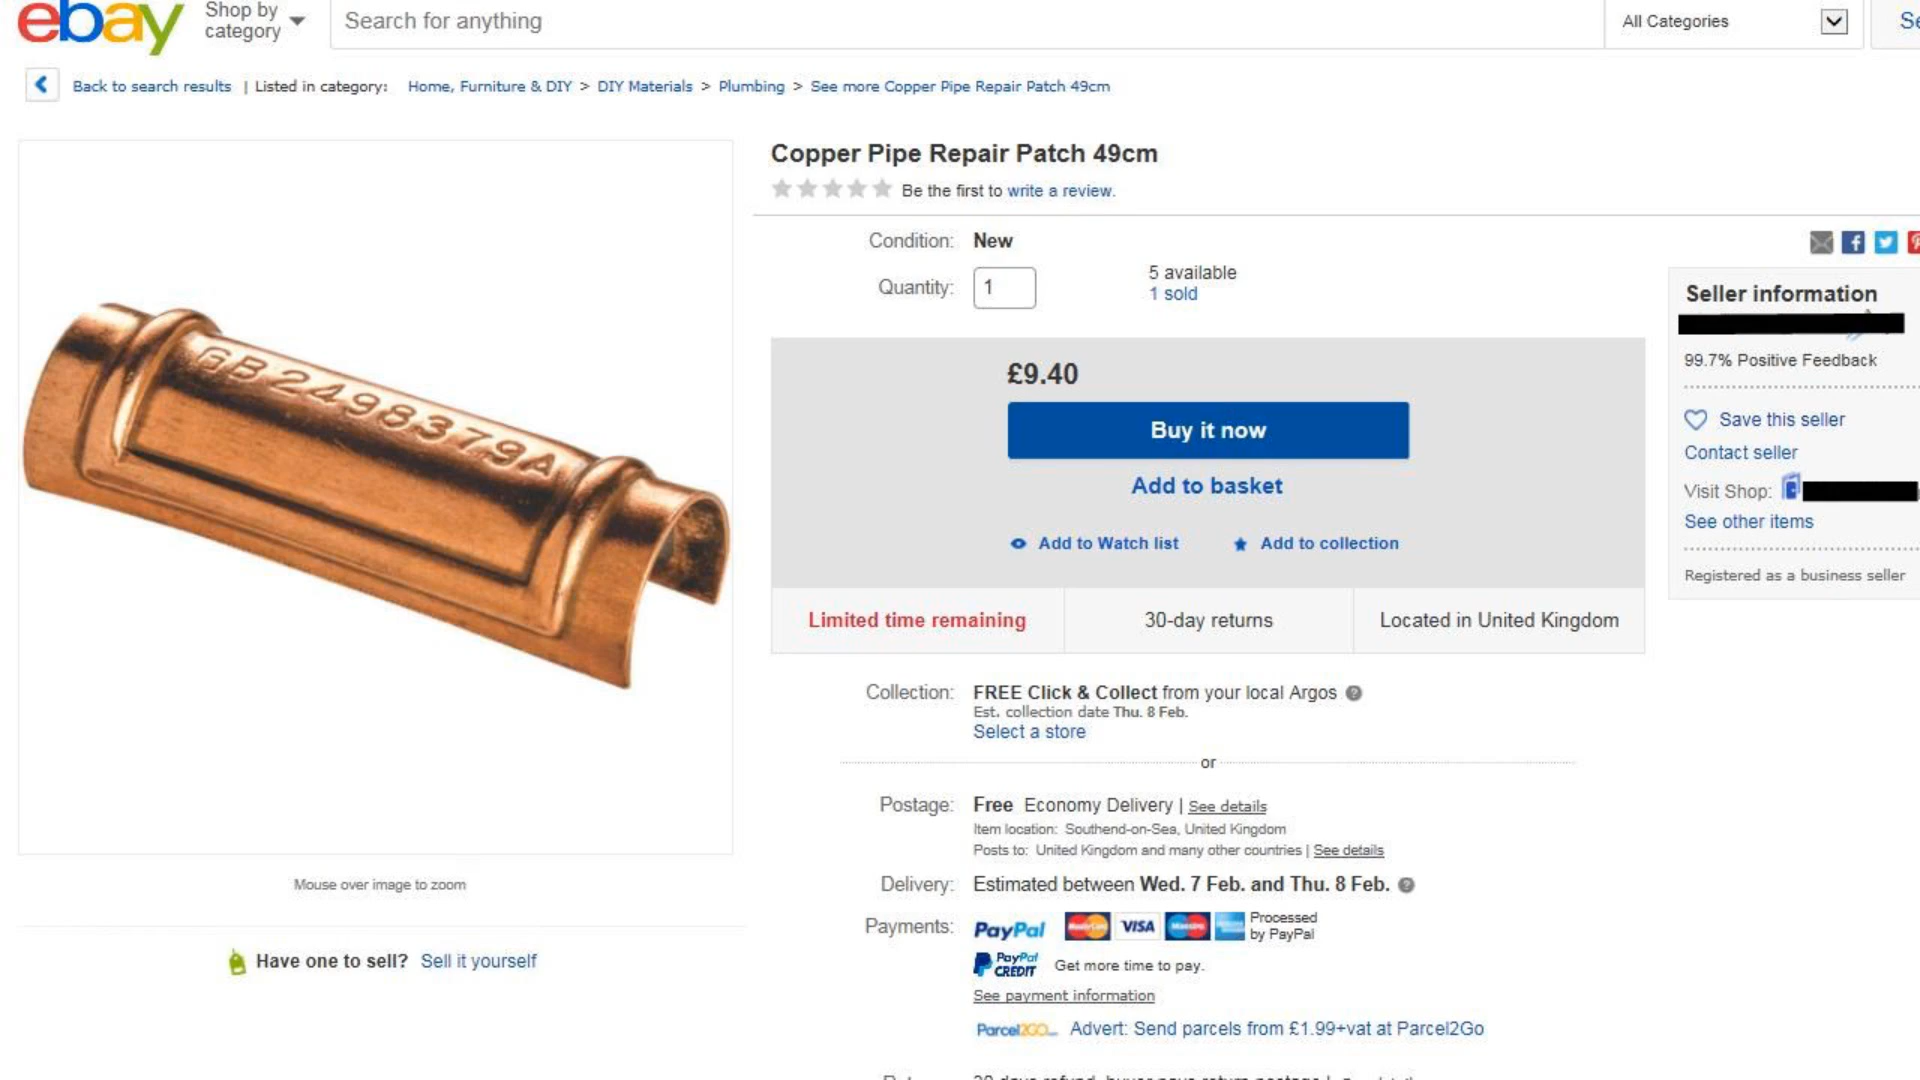 ebay
Shop by
category
Search for anything
All Categories
Back to search results | Listed in category: Home, Furniture & DIY > DIY Materials > Plumbing > See more Copper Pipe Repair Patch 49cm
GB2498379A
Mouse over image to zoom
Have one to sell? Sell it yourself
Copper Pipe Repair Patch 49cm
Be the first to write a review.
Condition: New
Quantity: 1
5 available
1 sold
£9.40
Buy it now
Add to basket
Add to Watch list
Add to collection
Limited time remaining
30-day returns
Located in United Kingdom
Collection: FREE Click & Collect from your local Argos
Est. collection date Thu. 8 Feb.
Select a store
or
Postage: Free Economy Delivery | See details
Item location: Southend-on-Sea, United Kingdom
Posts to: United Kingdom and many other countries | See details
Delivery: Estimated between Wed. 7 Feb. and Thu. 8 Feb.
Payments: PayPal MasterCard VISA Maestro Processed
by PayPal
PayPal
CREDIT Get more time to pay.
See payment information
Parcel2GO Advert: Send parcels from £1.99+vat at Parcel2Go
Seller information
99.7% Positive Feedback
Save this seller
Contact seller
Visit Shop:
See other items
Registered as a business seller